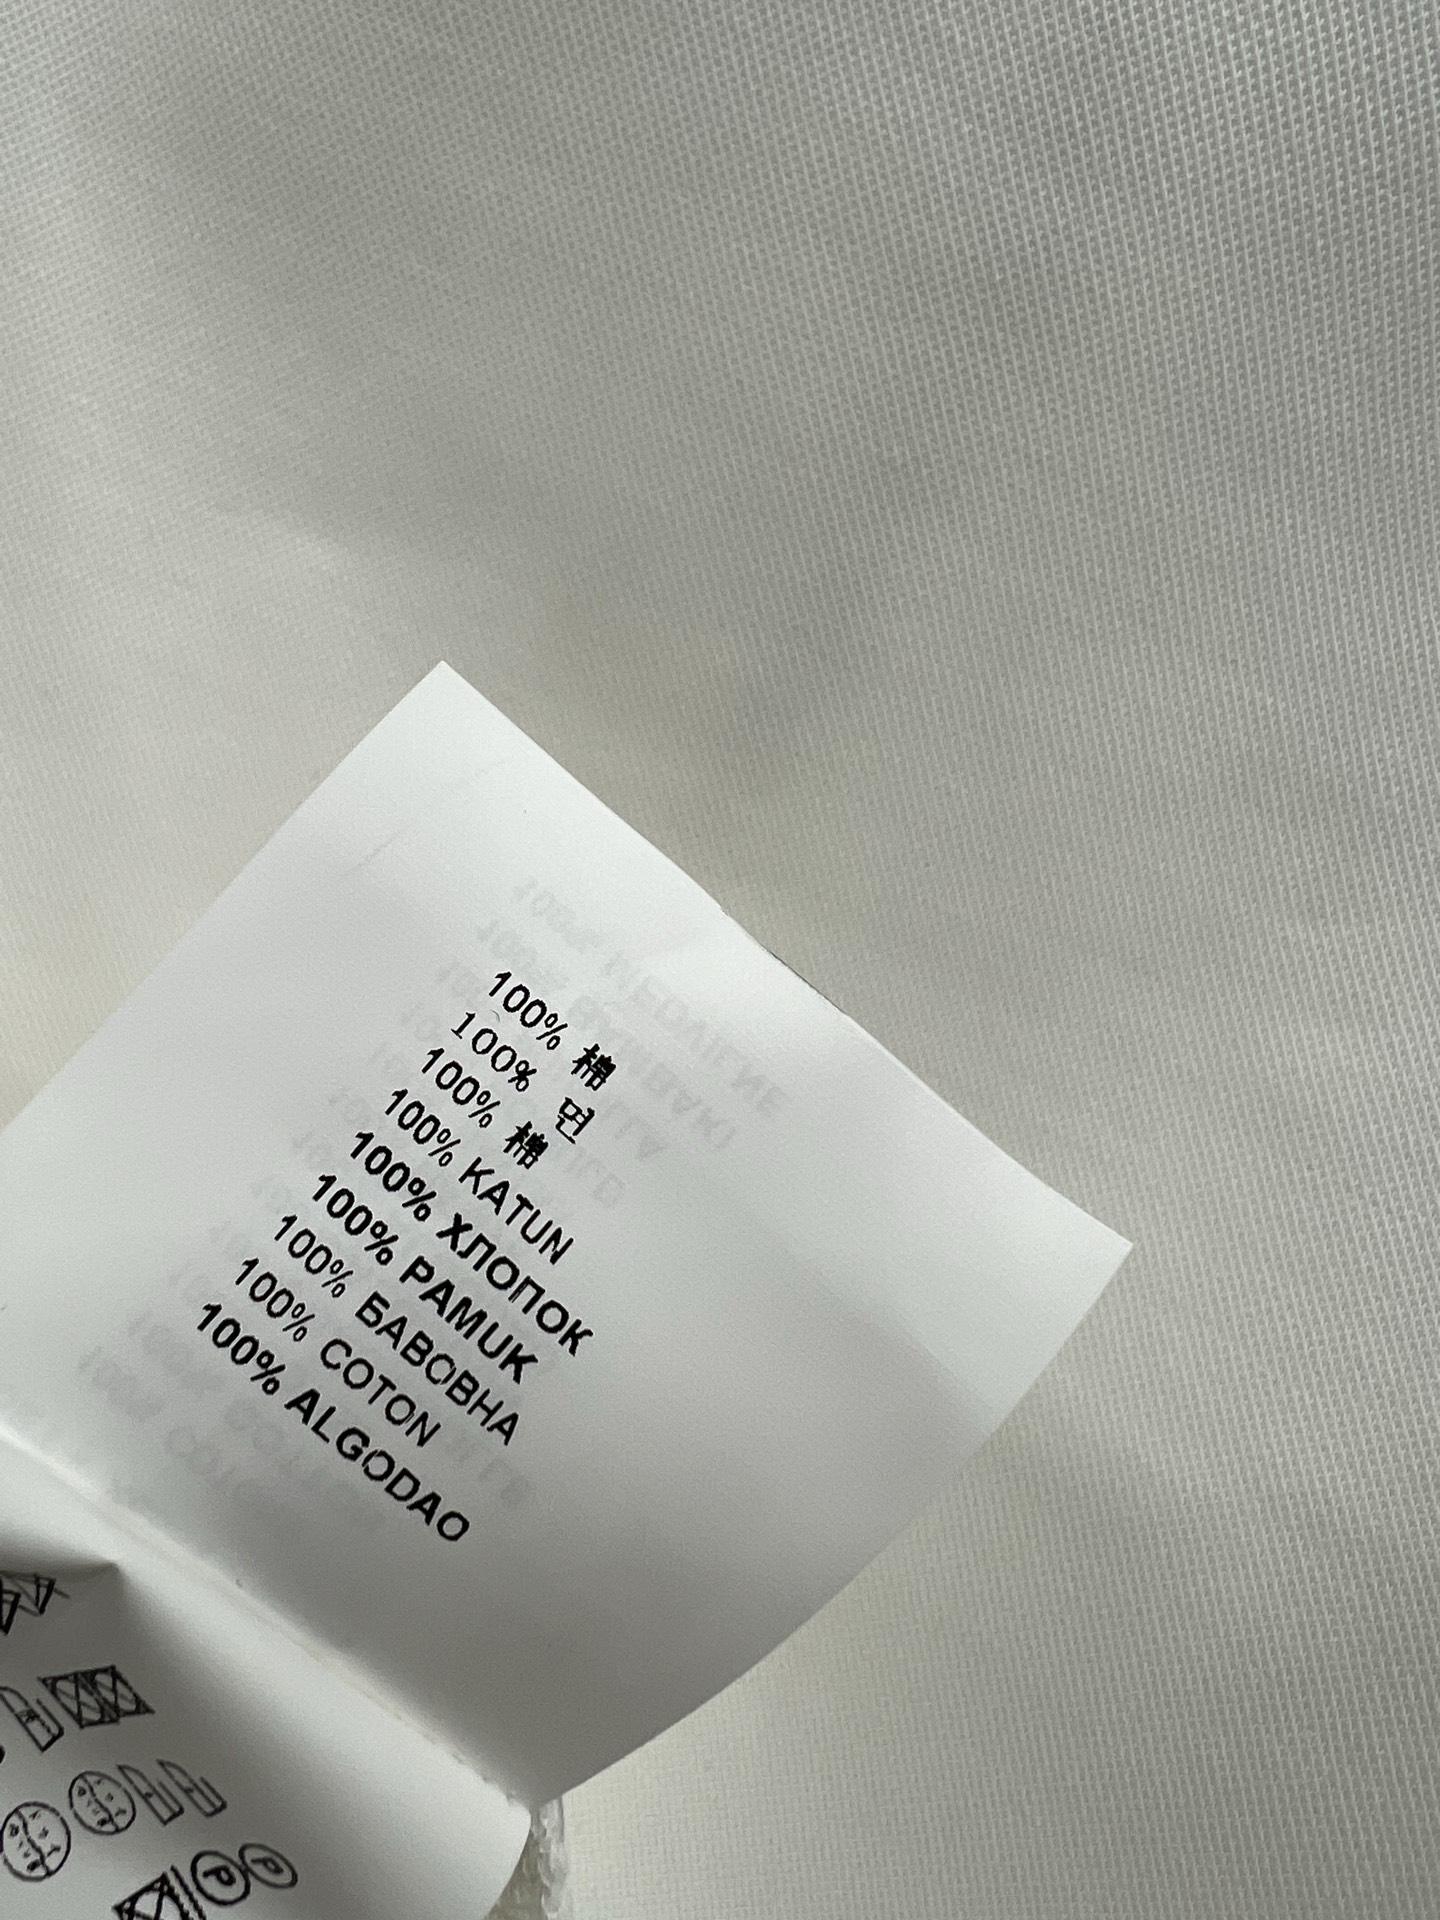 100% 棉
100% 면
100% 棉
100% KATUN
100% ХЛОПОК
100% PAMUK
100% БАВОВНА
100% COTON
100% ALGODAO
P P